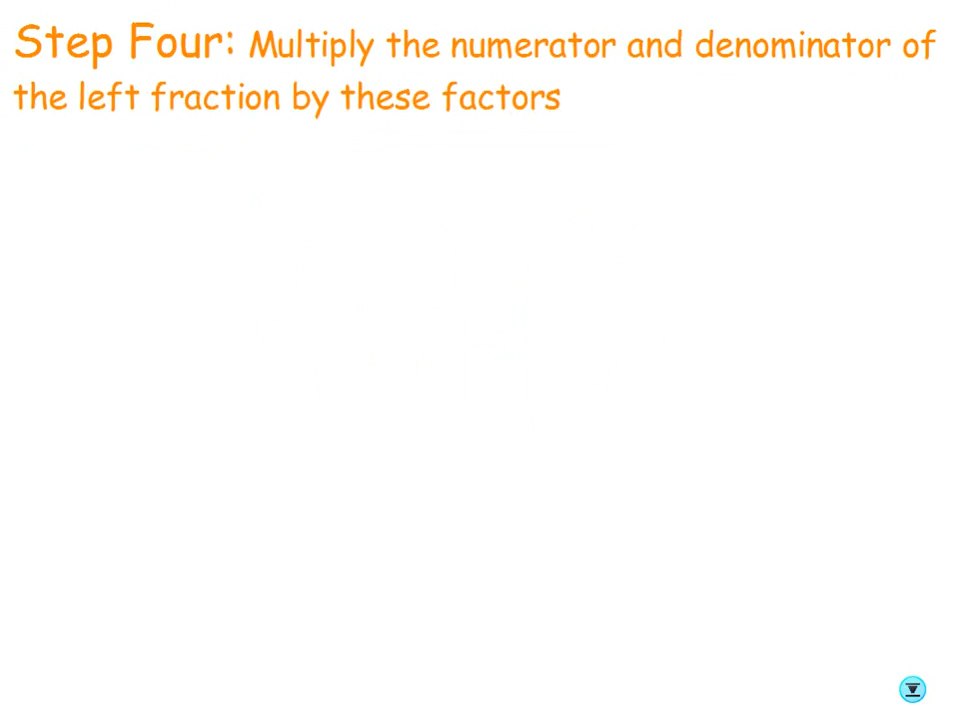 Step Four: Multiply the numerator and denominator of
the left fraction by these factors